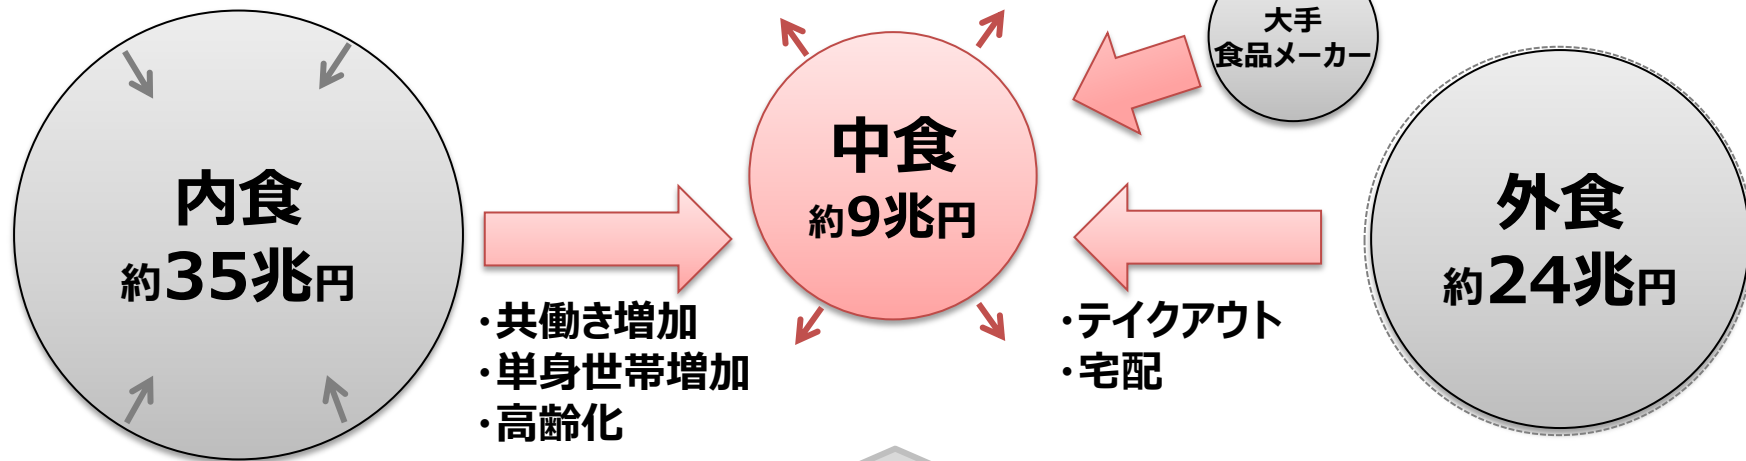 内食
約35兆円
・共働き増加
・単身世帯増加
・高齢化
中食
約9兆円
大手
食品メーカー
・テイクアウト
・宅配
外食
約24兆円